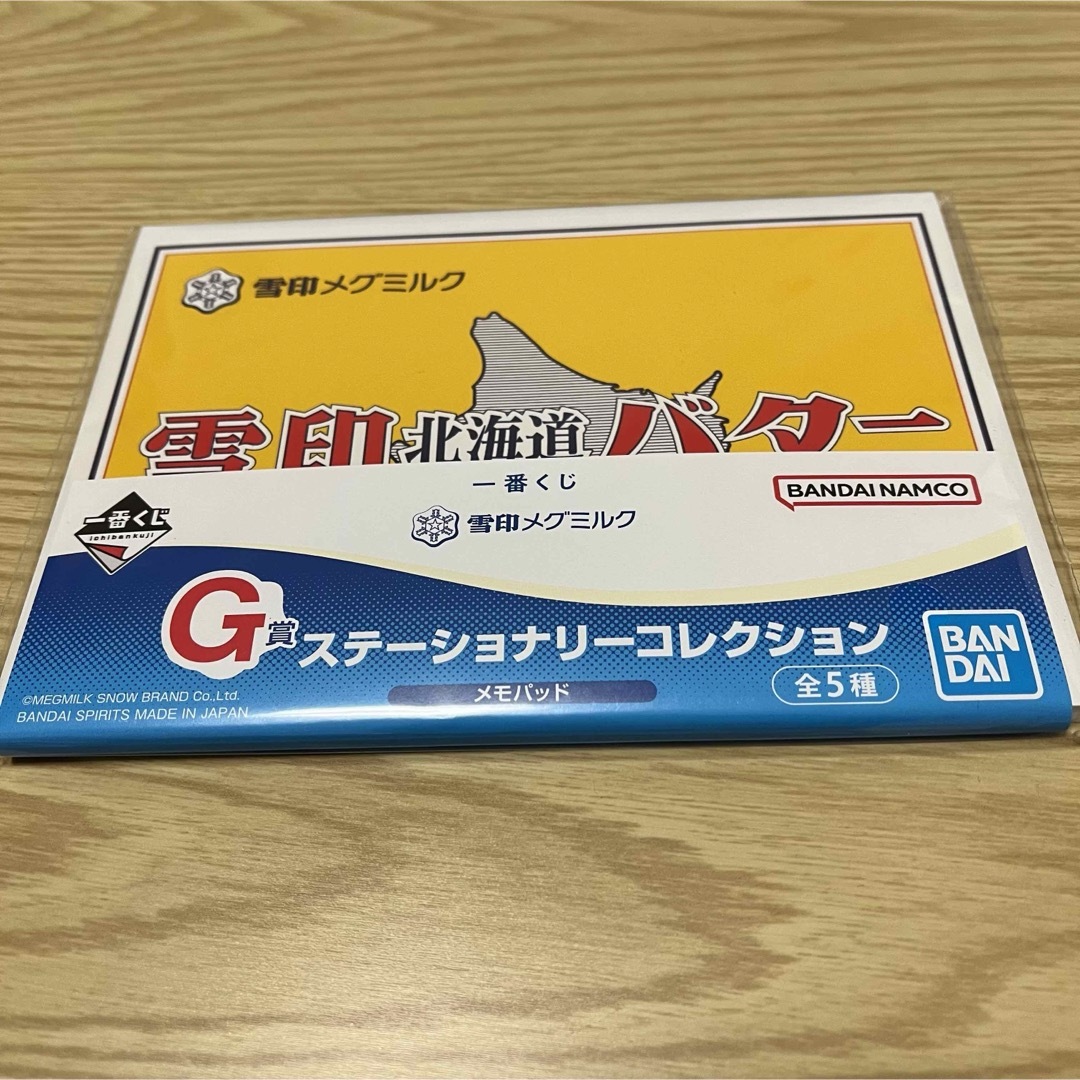 雪印メグミルク
雪印北海道バター
一番くじ
BANDAI NAMCO
一番くじ
ichibankuji
雪印メグミルク
G賞 ステーショナリーコレクション
メモパッド
全5種
BAN
DAI
©MEGMILK SNOW BRAND Co.,Ltd.
BANDAI SPIRITS MADE IN JAPAN